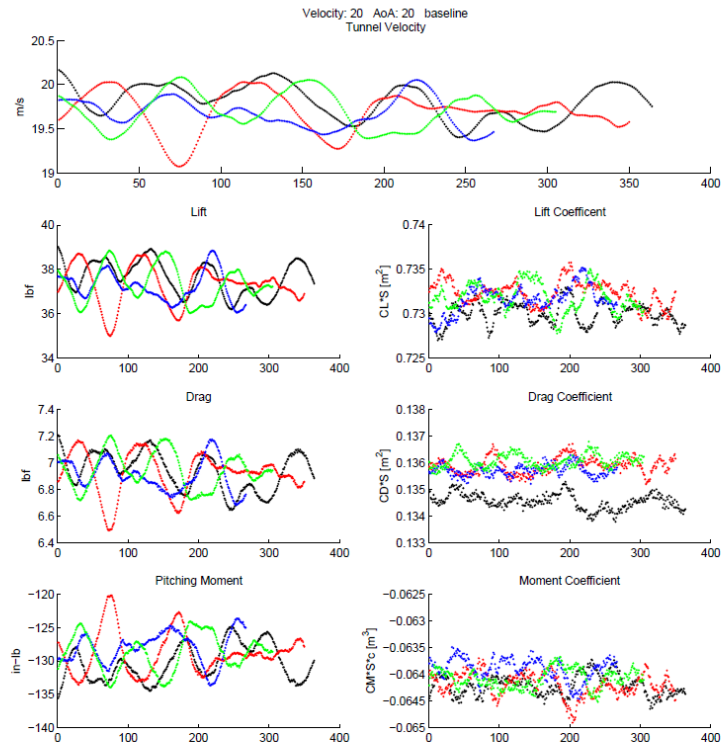 Velocity: 20 AoA: 20 baseline
Tunnel Velocity
20.5
20
19.5
19
m/s
0 50 100 150 200 250 300 350 400
Lift
40
38
36
34
lbf
0 100 200 300 400
Lift Coefficent
0.74
0.735
0.73
0.725
CL*S [m²]
0 100 200 300 400
Drag
7.4
7.2
7
6.8
6.6
6.4
lbf
0 100 200 300 400
Drag Coefficient
0.138
0.137
0.136
0.135
0.134
0.133
CD*S [m²]
0 100 200 300 400
Pitching Moment
−120
−125
−130
−135
−140
in−lb
0 100 200 300 400
Moment Coefficient
−0.0625
−0.063
−0.0635
−0.064
−0.0645
−0.065
CM*S*c [m³]
0 100 200 300 400